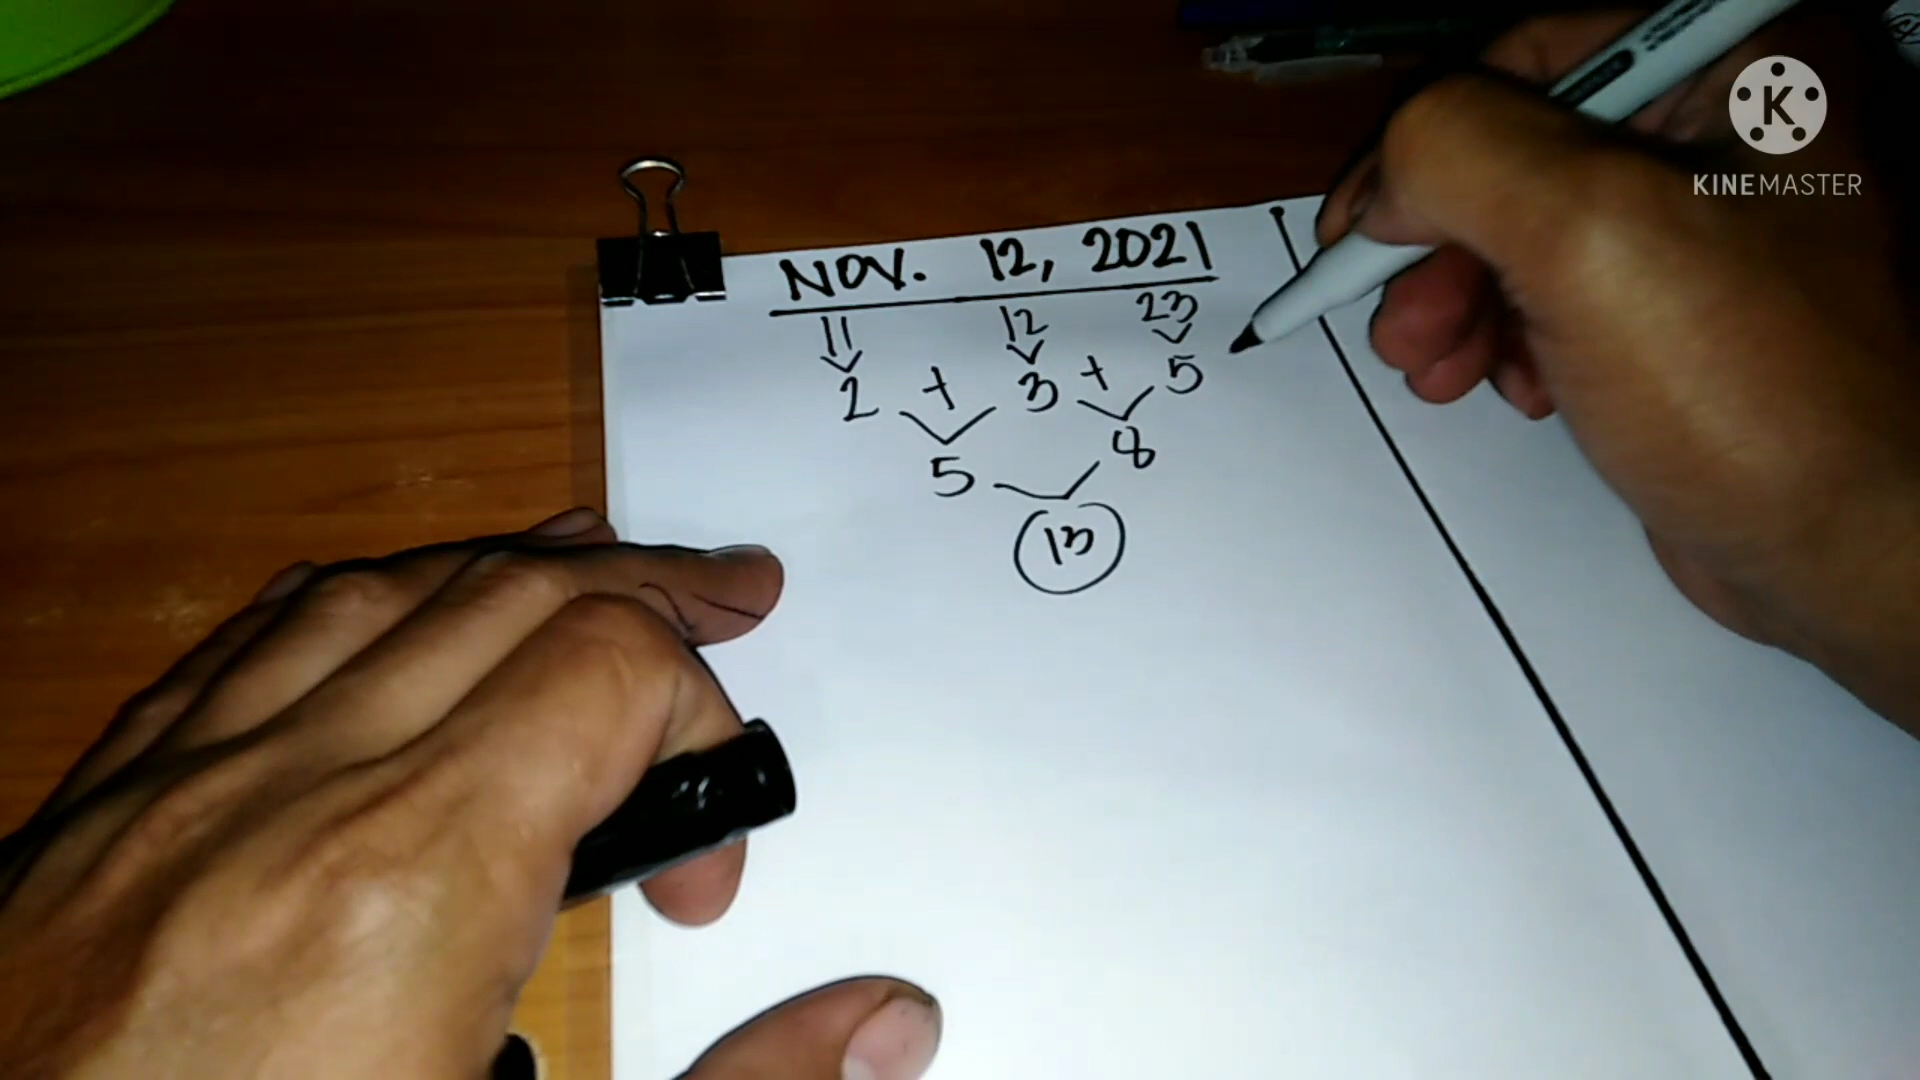 K
KINEMASTER
NOV. 12, 2021
11 12 23
2 + 3 + 5
5 8
13